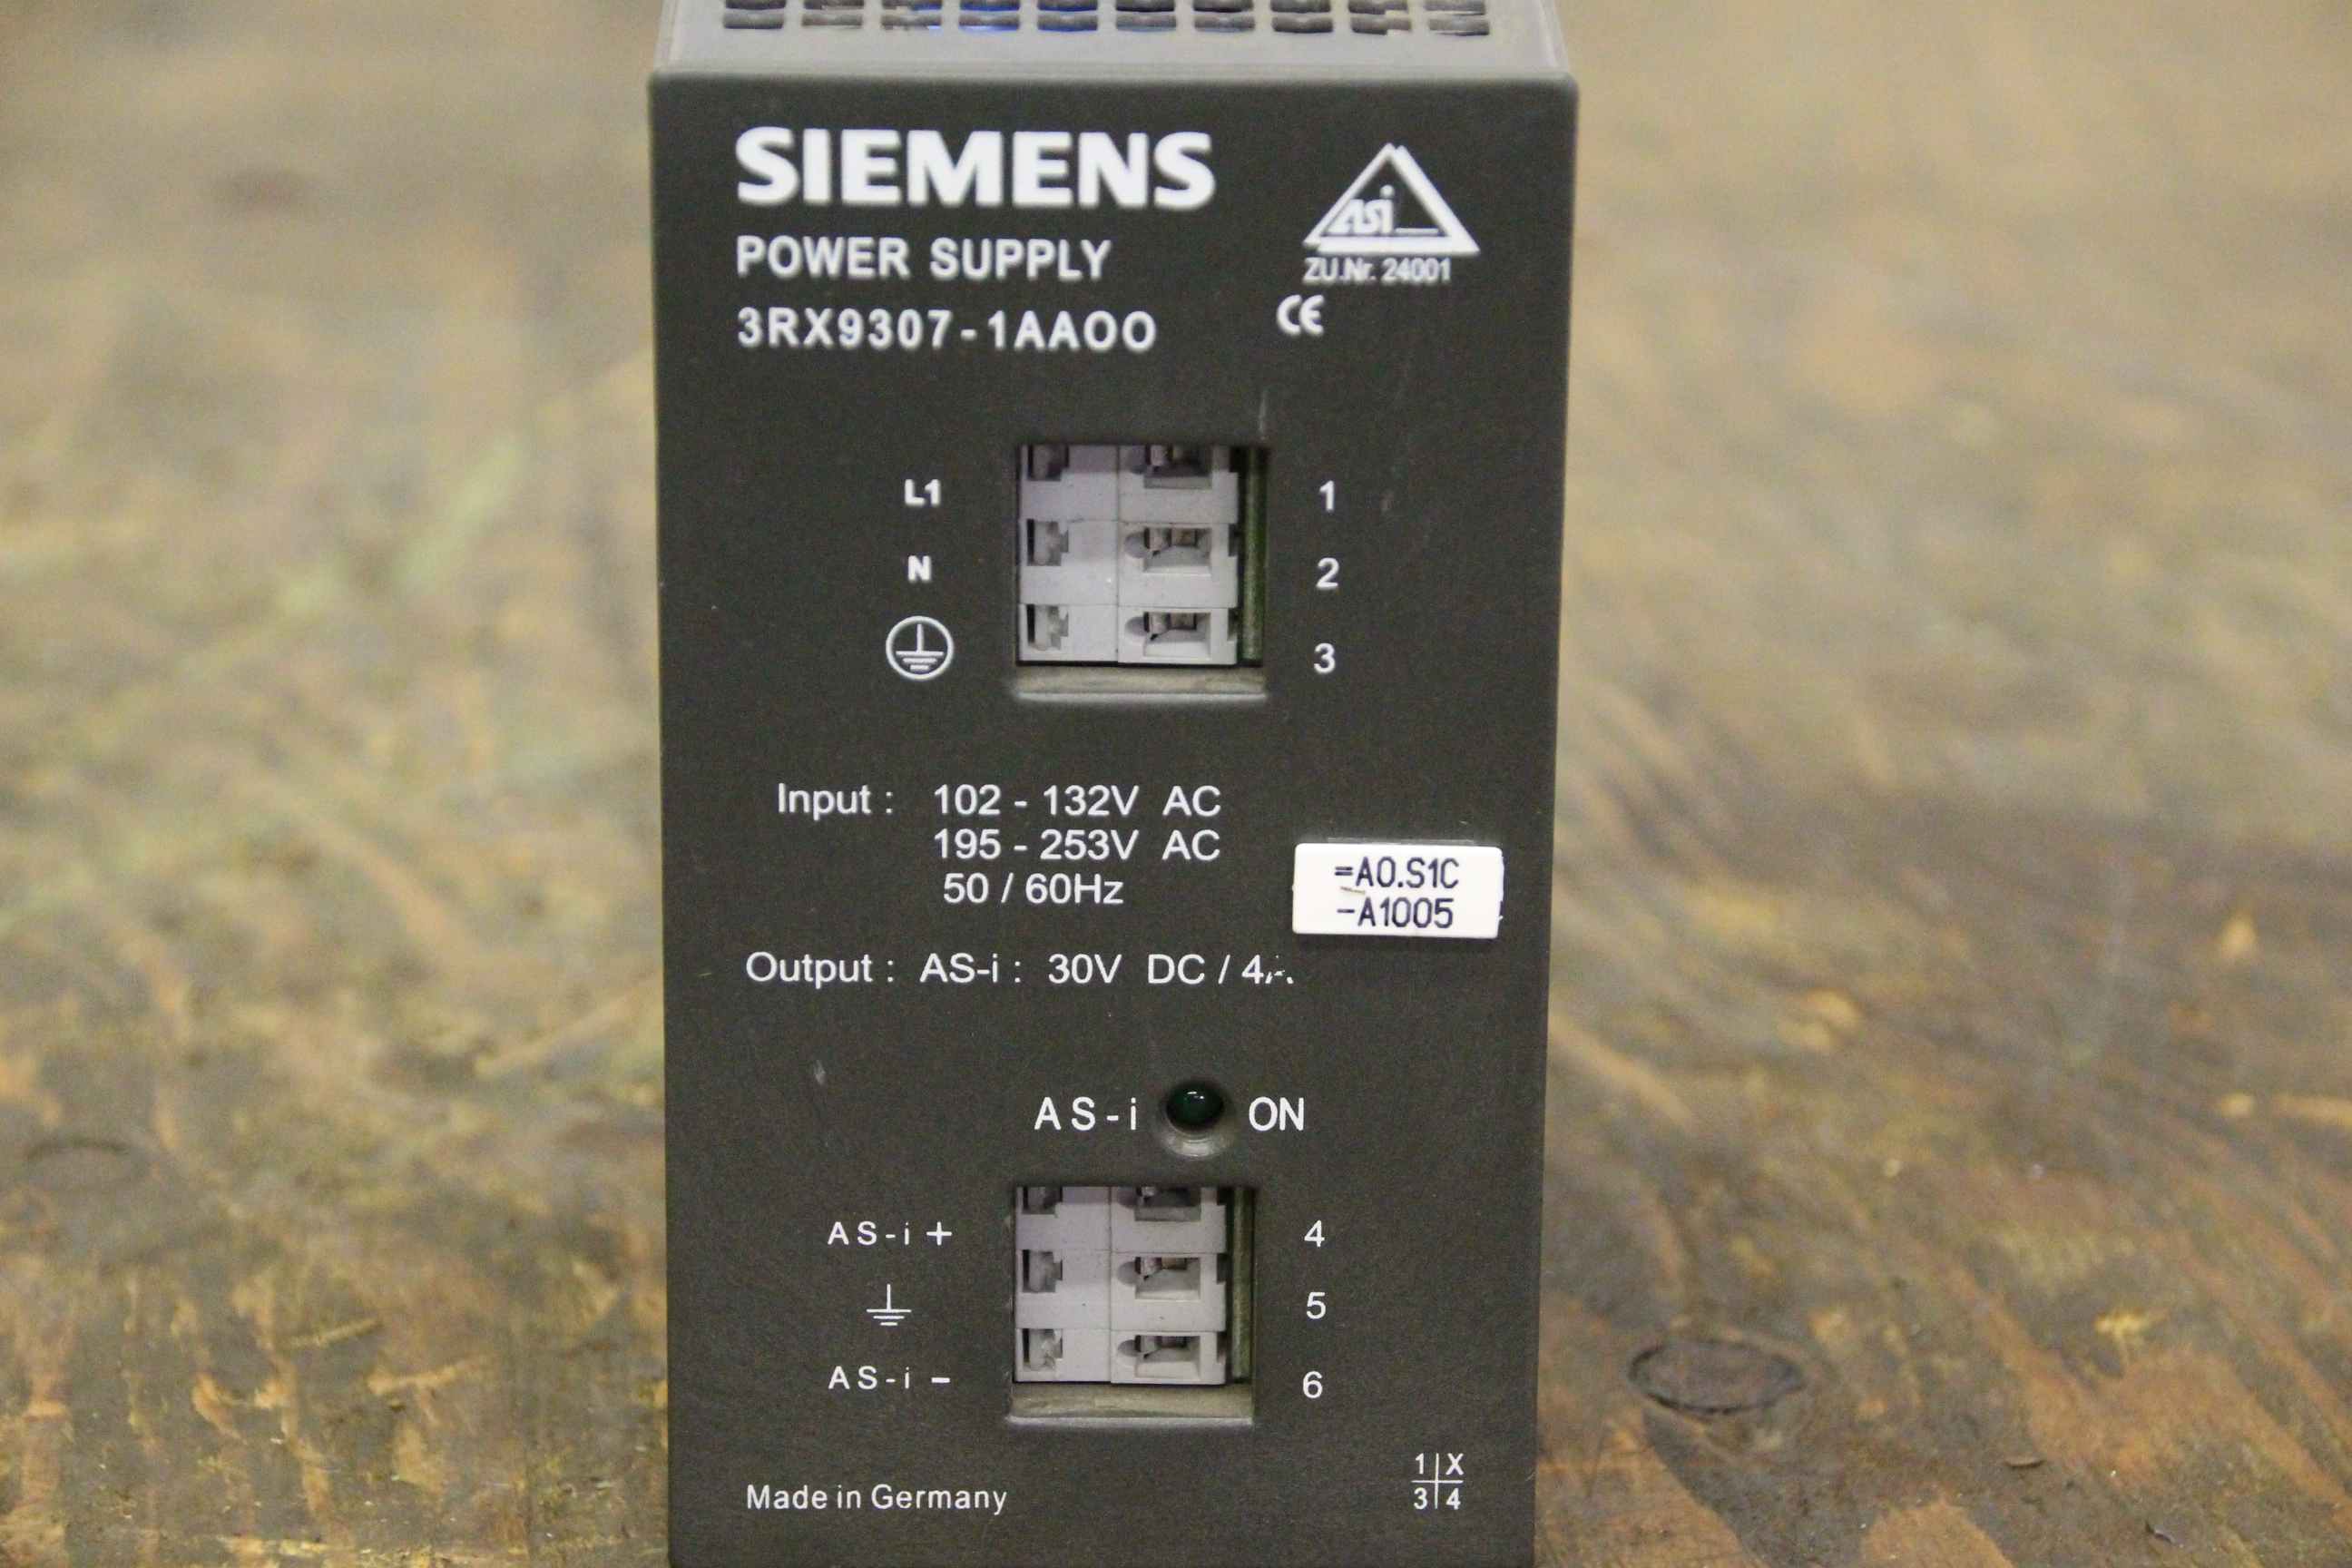 SIEMENS
POWER SUPPLY
3RX9307-1AA00
ASi
ZU.Nr. 24001
CE
L1 1
N 2
3
Input : 102 - 132V AC
195 - 253V AC
50 / 60Hz
=A0.S1C
-A1005
Output : AS-i : 30V DC / 4A
AS-i ON
AS-i + 4
5
AS-i - 6
1 X
3 4
Made in Germany